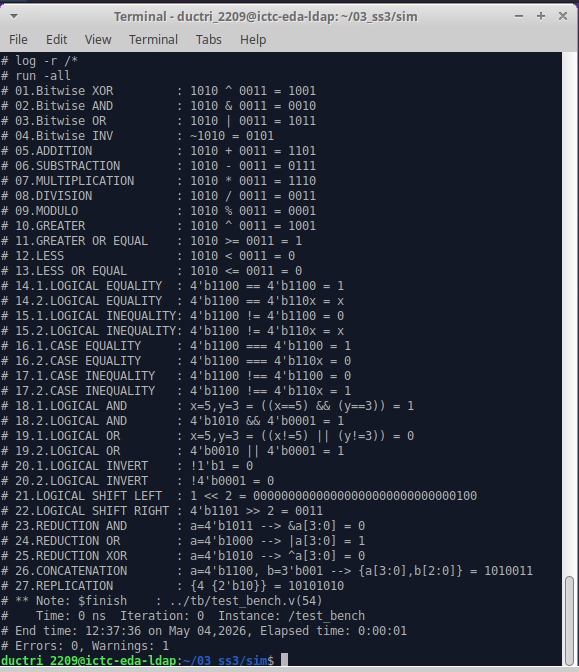 Terminal - ductri_2209@ictc-eda-ldap: ~/03_ss3/sim
File Edit View Terminal Tabs Help
# log -r /*
# run -all
# 01.Bitwise XOR : 1010 ^ 0011 = 1001
# 02.Bitwise AND : 1010 & 0011 = 0010
# 03.Bitwise OR : 1010 | 0011 = 1011
# 04.Bitwise INV : ~1010 = 0101
# 05.ADDITION : 1010 + 0011 = 1101
# 06.SUBSTRACTION : 1010 - 0011 = 0111
# 07.MULTIPLICATION : 1010 * 0011 = 1110
# 08.DIVISION : 1010 / 0011 = 0011
# 09.MODULO : 1010 % 0011 = 0001
# 10.GREATER : 1010 ^ 0011 = 1001
# 11.GREATER OR EQUAL : 1010 >= 0011 = 1
# 12.LESS : 1010 < 0011 = 0
# 13.LESS OR EQUAL : 1010 <= 0011 = 0
# 14.1.LOGICAL EQUALITY : 4'b1100 == 4'b1100 = 1
# 14.2.LOGICAL EQUALITY : 4'b1100 == 4'b110x = x
# 15.1.LOGICAL INEQUALITY: 4'b1100 != 4'b1100 = 0
# 15.2.LOGICAL INEQUALITY: 4'b1100 != 4'b110x = x
# 16.1.CASE EQUALITY : 4'b1100 === 4'b1100 = 1
# 16.2.CASE EQUALITY : 4'b1100 === 4'b110x = 0
# 17.1.CASE INEQUALITY : 4'b1100 !== 4'b1100 = 0
# 17.2.CASE INEQUALITY : 4'b1100 !== 4'b110x = 1
# 18.1.LOGICAL AND : x=5,y=3 = ((x==5) && (y==3)) = 1
# 18.2.LOGICAL AND : 4'b1010 && 4'b0001 = 1
# 19.1.LOGICAL OR : x=5,y=3 = ((x!=5) || (y!=3)) = 0
# 19.2.LOGICAL OR : 4'b0010 || 4'b0001 = 1
# 20.1.LOGICAL INVERT : !1'b1 = 0
# 20.2.LOGICAL INVERT : !4'b0001 = 0
# 21.LOGICAL SHIFT LEFT : 1 << 2 = 00000000000000000000000000000100
# 22.LOGICAL SHIFT RIGHT : 4'b1101 >> 2 = 0011
# 23.REDUCTION AND : a=4'b1011 --> &a[3:0] = 0
# 24.REDUCTION OR : a=4'b1000 --> |a[3:0] = 1
# 25.REDUCTION XOR : a=4'b1010 --> ^a[3:0] = 0
# 26.CONCATENATION : a=4'b1100, b=3'b001 --> {a[3:0],b[2:0]} = 1010011
# 27.REPLICATION : {4 {2'b10}} = 10101010
# ** Note: $finish : ../tb/test_bench.v(54)
# Time: 0 ns Iteration: 0 Instance: /test_bench
# End time: 12:37:36 on May 04,2026, Elapsed time: 0:00:01
# Errors: 0, Warnings: 1
ductri_2209@ictc-eda-ldap:~/03_ss3/sim$